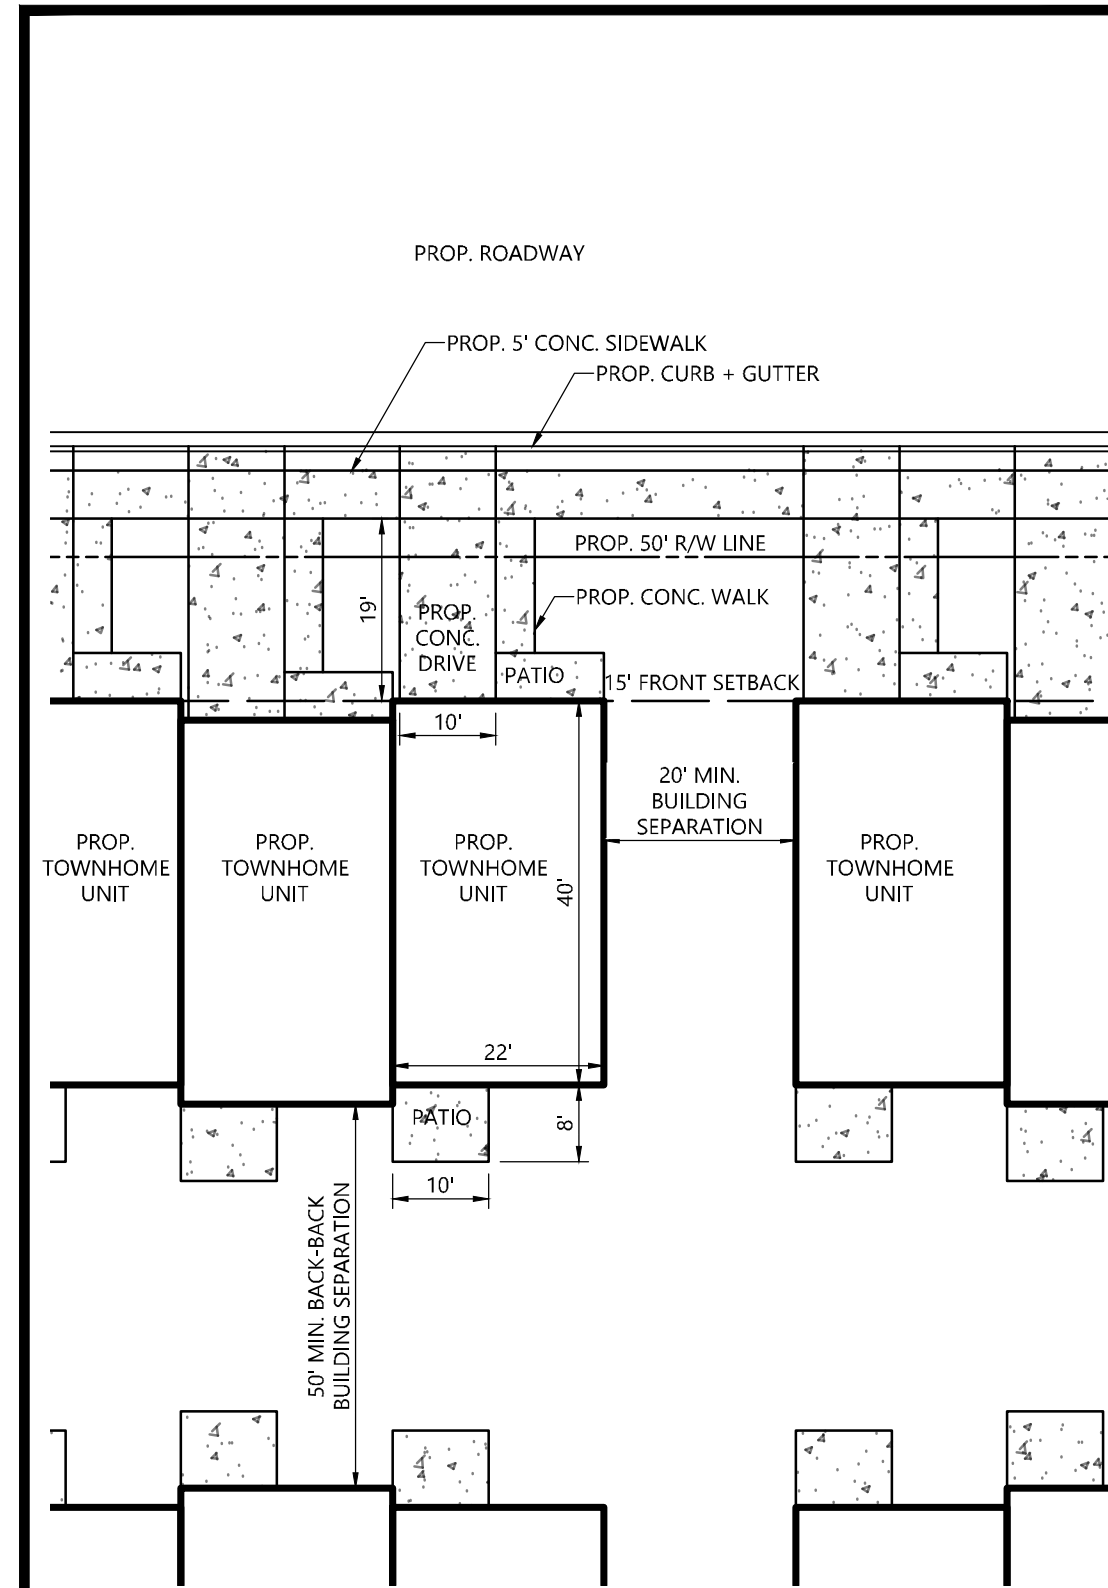 PROP. ROADWAY
PROP. 5' CONC. SIDEWALK
PROP. CURB + GUTTER
PROP. 50' R/W LINE
PROP. CONC. WALK
19'
PROP.
CONC.
DRIVE
PATIO
15' FRONT SETBACK
10'
20' MIN.
BUILDING
SEPARATION
PROP.
TOWNHOME
UNIT
PROP.
TOWNHOME
UNIT
PROP.
TOWNHOME
UNIT
40'
PROP.
TOWNHOME
UNIT
22'
PATIO
8'
10'
50' MIN. BACK-BACK
BUILDING SEPARATION